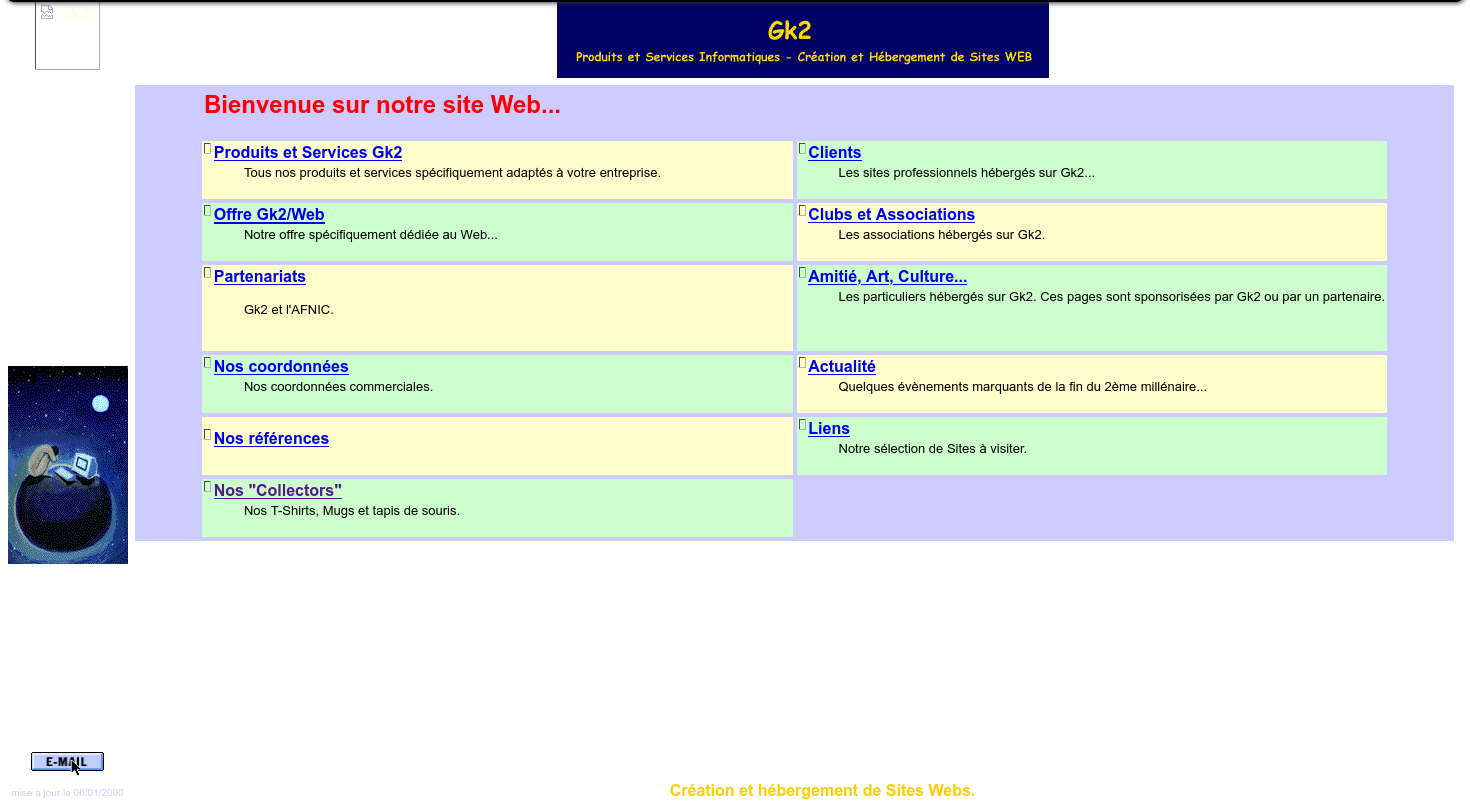 Gk2
Gk2
Produits et Services Informatiques - Création et Hébergement de Sites WEB
Bienvenue sur notre site Web...
Produits et Services Gk2
Tous nos produits et services spécifiquement adaptés à votre entreprise.
Clients
Les sites professionnels hébergés sur Gk2...
Offre Gk2/Web
Notre offre spécifiquement dédiée au Web...
Clubs et Associations
Les associations hébergés sur Gk2.
Partenariats
Gk2 et l'AFNIC.
Amitié, Art, Culture...
Les particuliers hébergés sur Gk2. Ces pages sont sponsorisées par Gk2 ou par un partenaire.
Nos coordonnées
Nos coordonnées commerciales.
Actualité
Quelques évènements marquants de la fin du 2ème millénaire...
Nos références
Liens
Notre sélection de Sites à visiter.
Nos "Collectors"
Nos T-Shirts, Mugs et tapis de souris.
E-MAIL
mise à jour le 06/01/2000
Création et hébergement de Sites Webs.